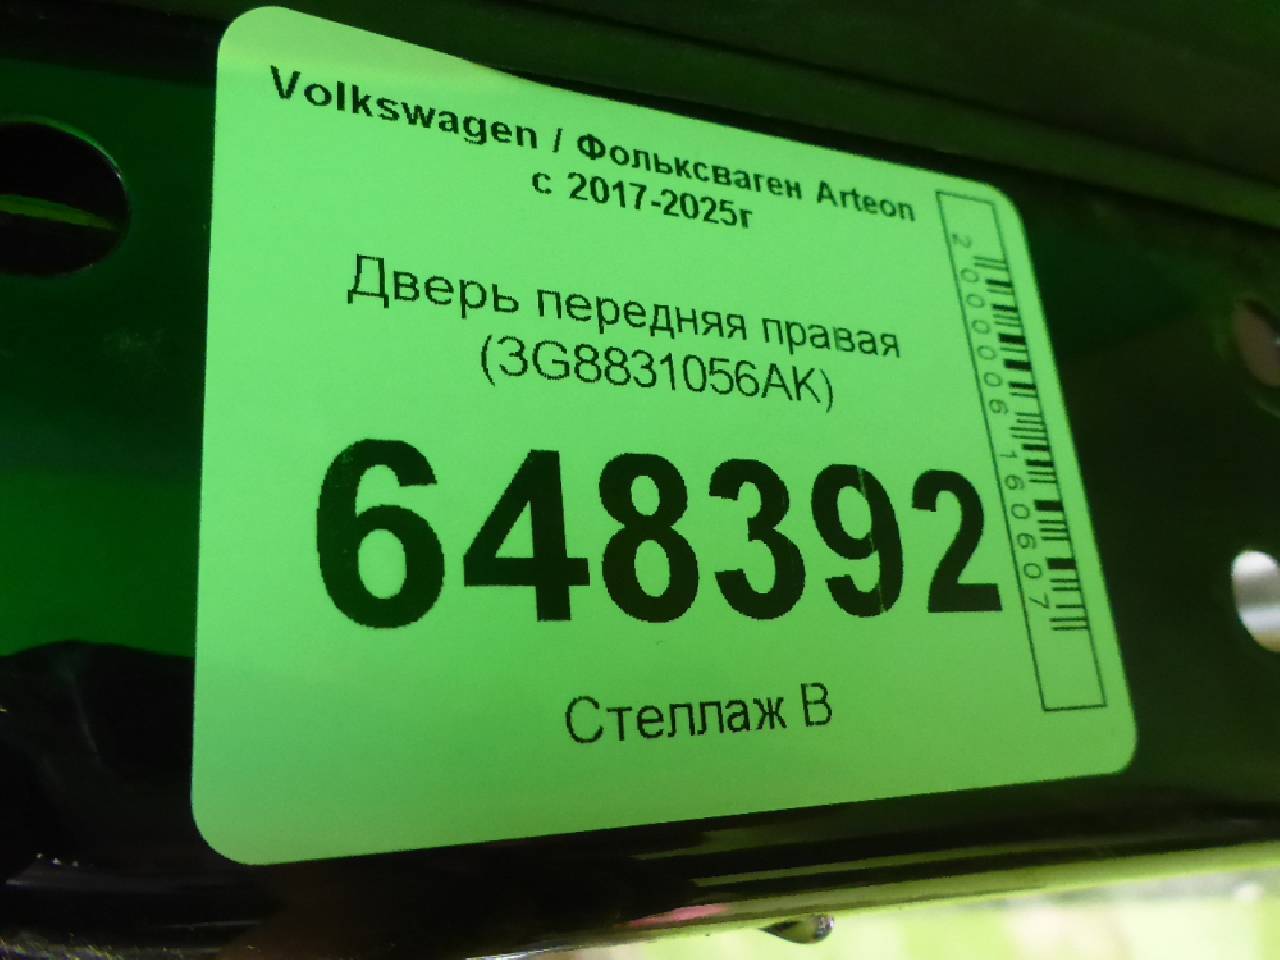 Volkswagen / Фольксваген Arteon
с 2017-2025г
Дверь передняя правая
(3G8831056AK)
648392
Стеллаж В
2000006160607